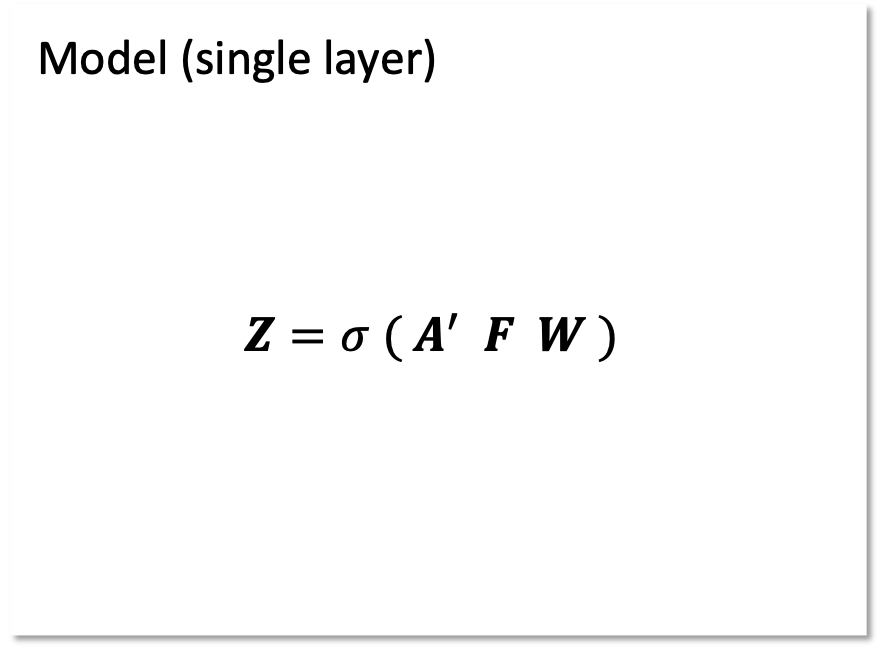 Model (single layer)
Z = σ ( A′ F W )